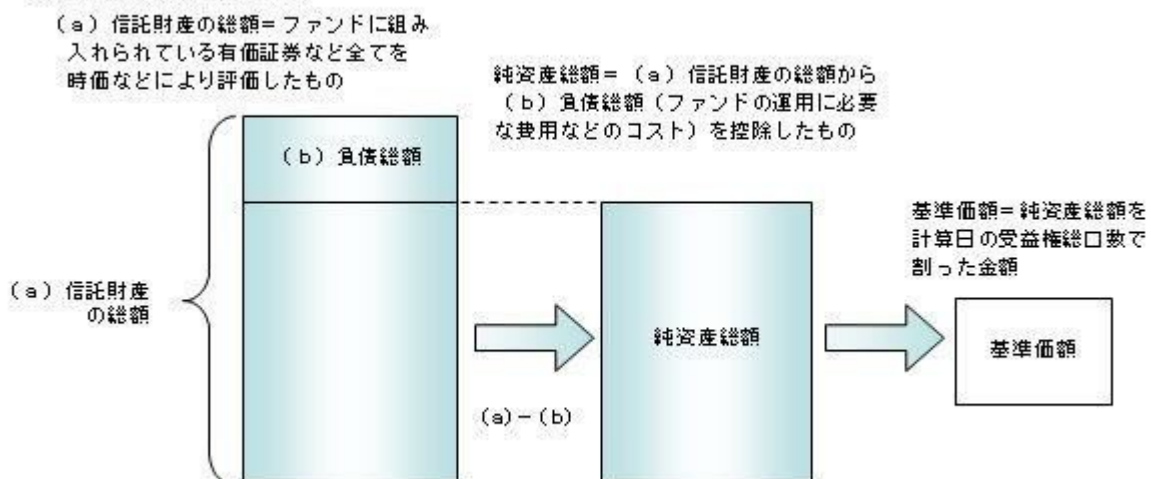 (a)信託財産の総額=ファンドに組み
入れられている有価証券など全てを
時価などにより評価したもの
純資産総額=(a)信託財産の総額から
(b)負債総額(ファンドの運用に必要
な費用などのコスト)を控除したもの
(b)負債総額
基準価額=純資産総額を
計算日の受益権総口数で
割った金額
(a)信託財産
の総額
純資産総額
基準価額
(a)-(b)